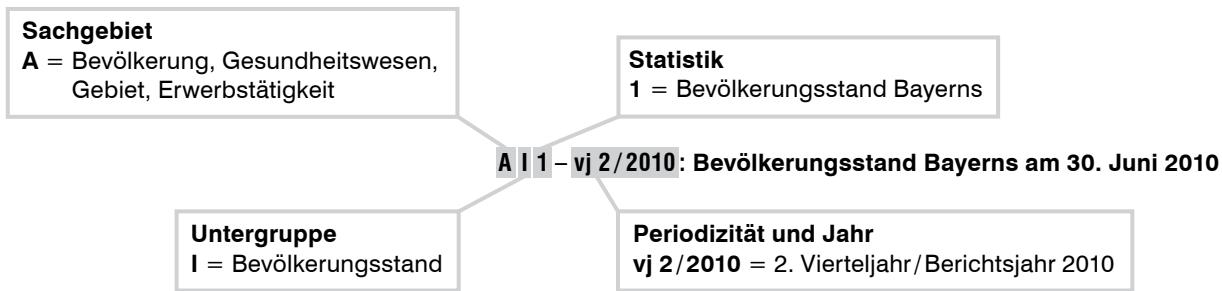 Sachgebiet
A = Bevölkerung, Gesundheitswesen,
Gebiet, Erwerbstätigkeit
Statistik
1 = Bevölkerungsstand Bayerns
A I 1 – vj 2/2010: Bevölkerungsstand Bayerns am 30. Juni 2010
Untergruppe
I = Bevölkerungsstand
Periodizität und Jahr
vj 2/2010 = 2. Vierteljahr/Berichtsjahr 2010